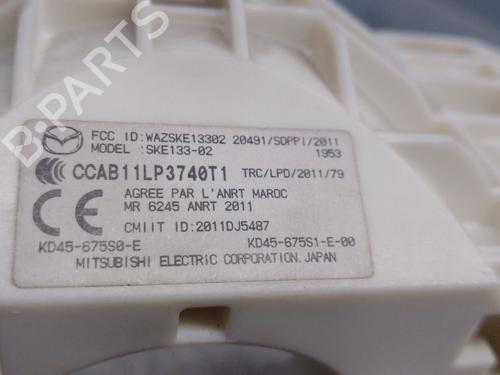 B-PARTS
FCC ID:WAZSKE13302 20491/SDPPI/2011
MODEL :SKE133-02 1953
CCAB11LP3740T1 TRC/LPD/2011/79
AGREE PAR L'ANRT MAROC
MR 6245 ANRT 2011
CE
CMIIT ID:2011DJ5487
KD45-675S0-E KD45-675S1-E-00
MITSUBISHI ELECTRIC CORPORATION.JAPAN